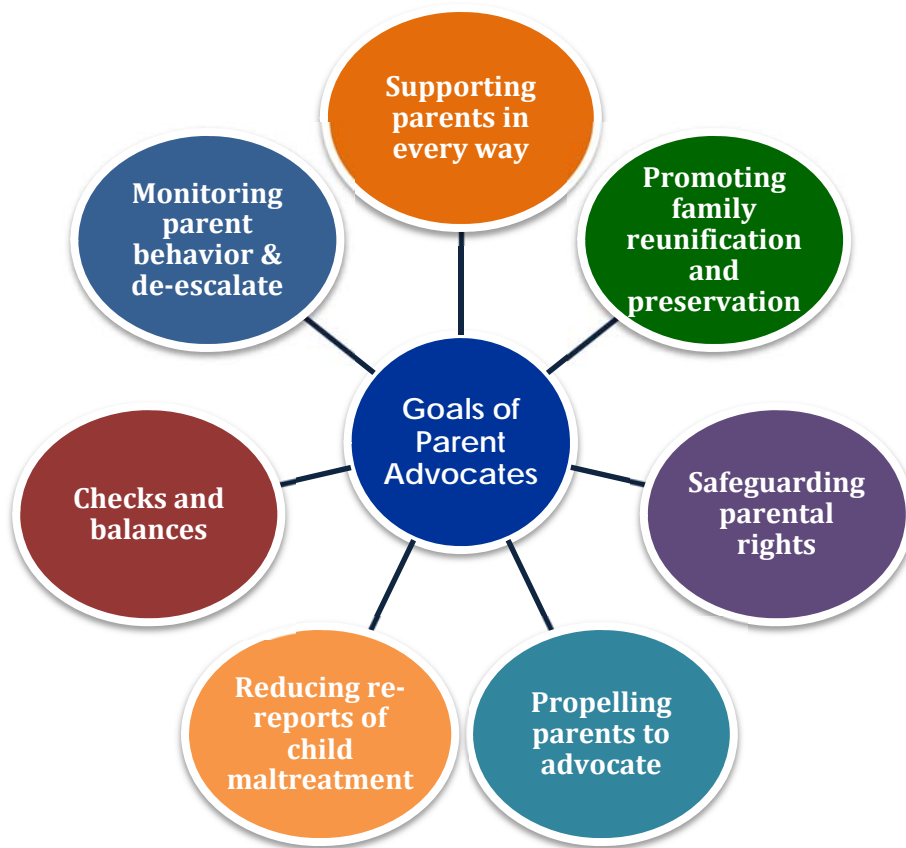 Supporting
parents in
every way
Promoting
family
reunification
and
preservation
Safeguarding
parental
rights
Propelling
parents to
advocate
Reducing re-
reports of
child
maltreatment
Checks and
balances
Monitoring
parent
behavior &
de-escalate
Goals of
Parent
Advocates